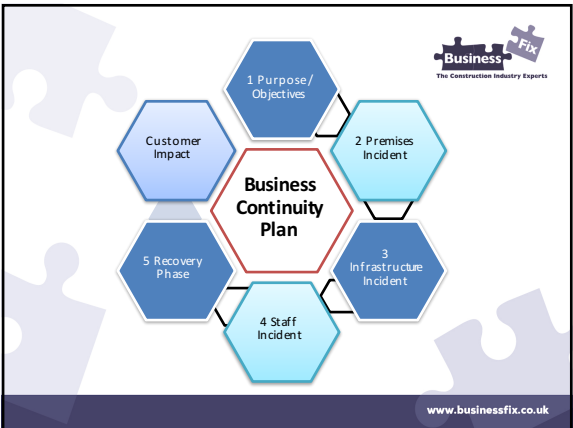 Business
Fix
The Construction Industry Experts
1 Purpose/
Objectives
Customer
Impact
2 Premises
Incident
Business
Continuity
Plan
5 Recovery
Phase
3
Infrastructure
Incident
4 Staff
Incident
www.businessfix.co.uk